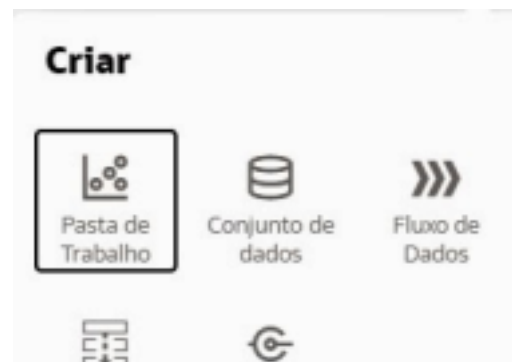 Criar
Pasta de
Trabalho
Conjunto de
dados
Fluxo de
Dados